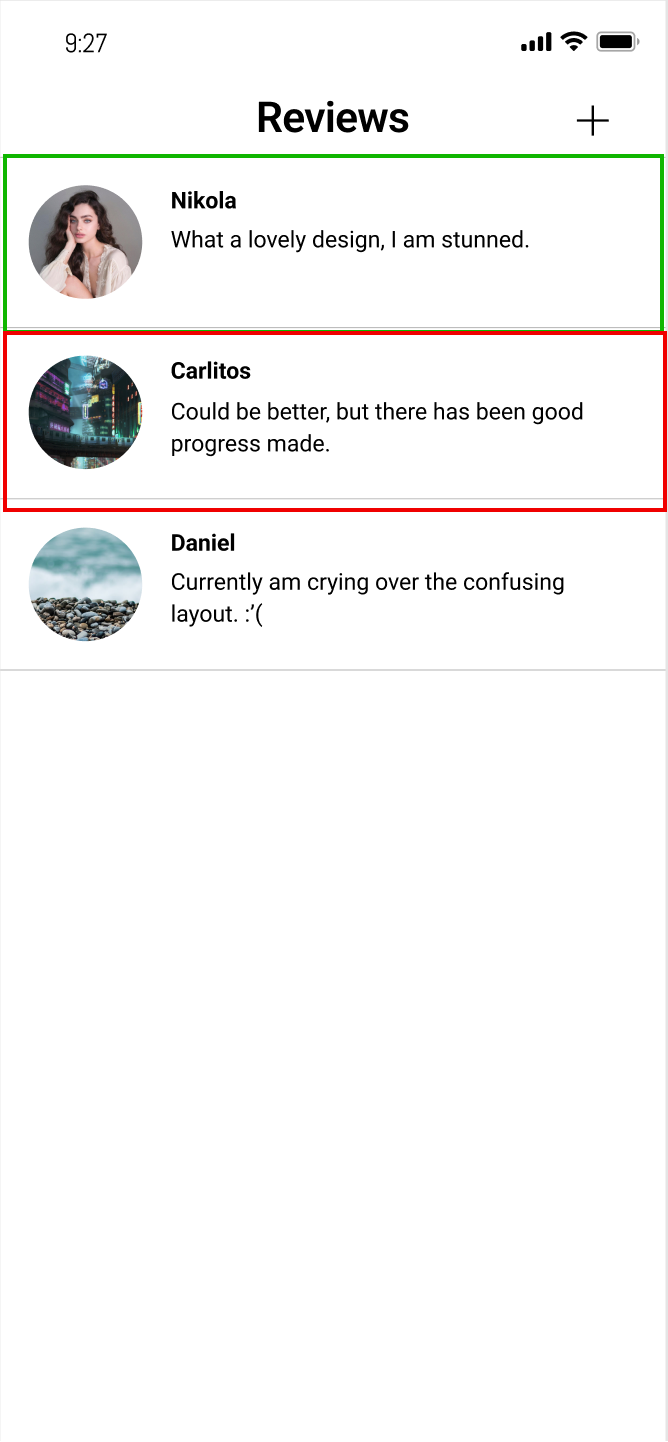 9:27
Reviews
Nikola
What a lovely design, I am stunned.
Carlitos
Could be better, but there has been good
progress made.
Daniel
Currently am crying over the confusing
layout. :’(